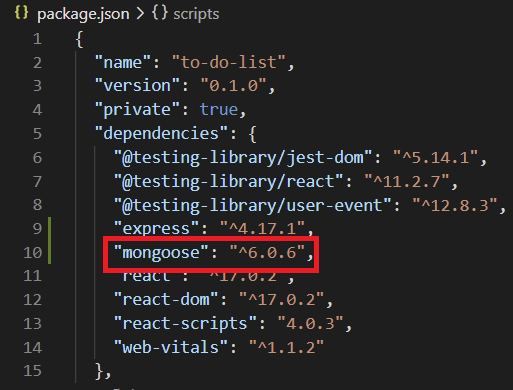 {} package.json > {} scripts
1 {
2 "name": "to-do-list",
3 "version": "0.1.0",
4 "private": true,
5 "dependencies": {
6 "@testing-library/jest-dom": "^5.14.1",
7 "@testing-library/react": "^11.2.7",
8 "@testing-library/user-event": "^12.8.3",
9 "express": "^4.17.1",
10 "mongoose": "^6.0.6",
11 "react": "^17.0.2",
12 "react-dom": "^17.0.2",
13 "react-scripts": "4.0.3",
14 "web-vitals": "^1.1.2"
15 },